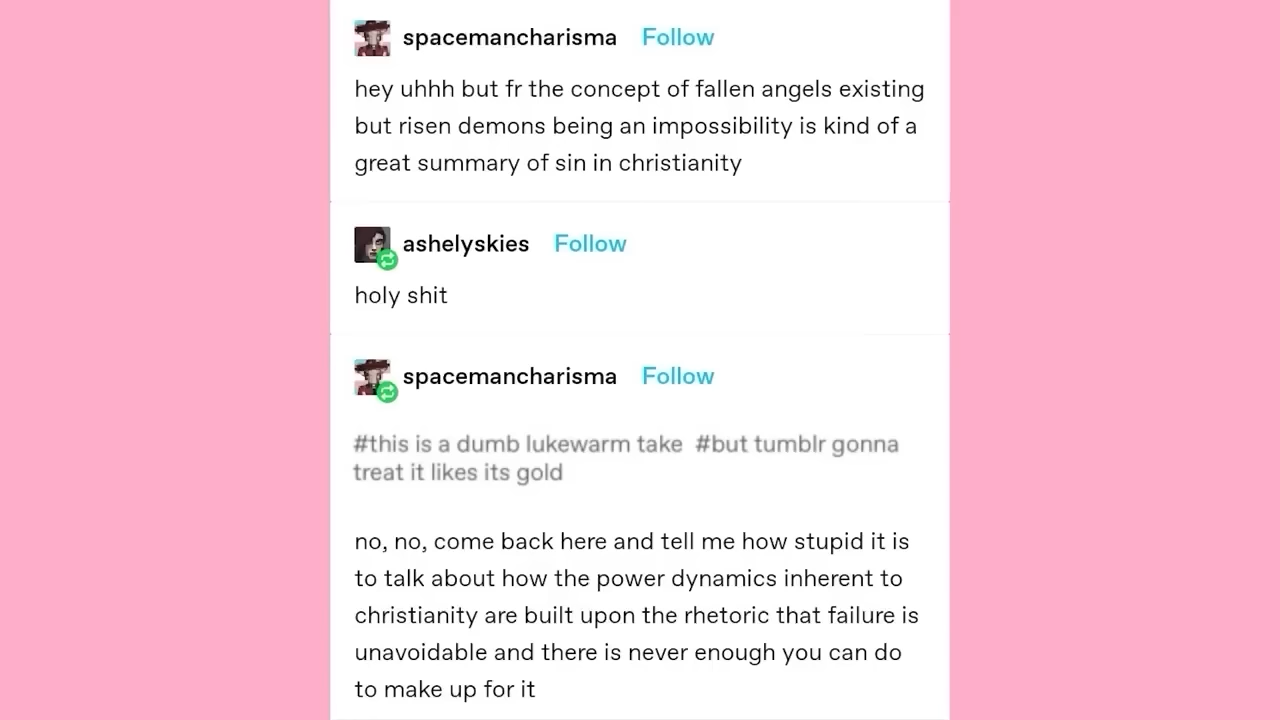 spacemancharisma Follow
hey uhhh but fr the concept of fallen angels existing
but risen demons being an impossibility is kind of a
great summary of sin in christianity
ashelyskies Follow
holy shit
spacemancharisma Follow
#this is a dumb lukewarm take #but tumblr gonna
treat it likes its gold
no, no, come back here and tell me how stupid it is
to talk about how the power dynamics inherent to
christianity are built upon the rhetoric that failure is
unavoidable and there is never enough you can do
to make up for it